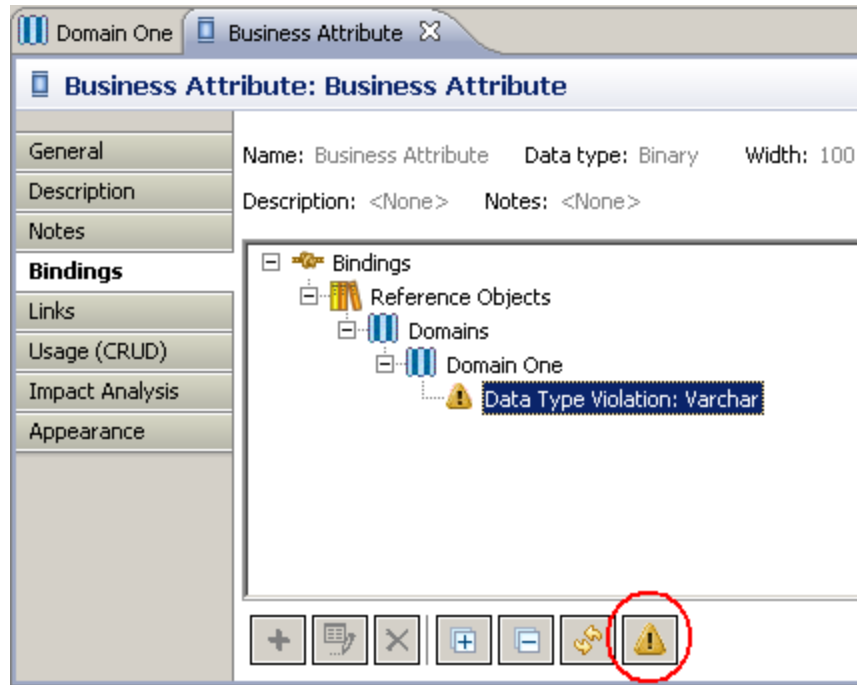 Domain One Business Attribute
Business Attribute: Business Attribute
General
Description
Notes
Bindings
Links
Usage (CRUD)
Impact Analysis
Appearance
Name: Business Attribute Data type: Binary Width: 100
Description: <None> Notes: <None>
Bindings
Reference Objects
Domains
Domain One
Data Type Violation: Varchar